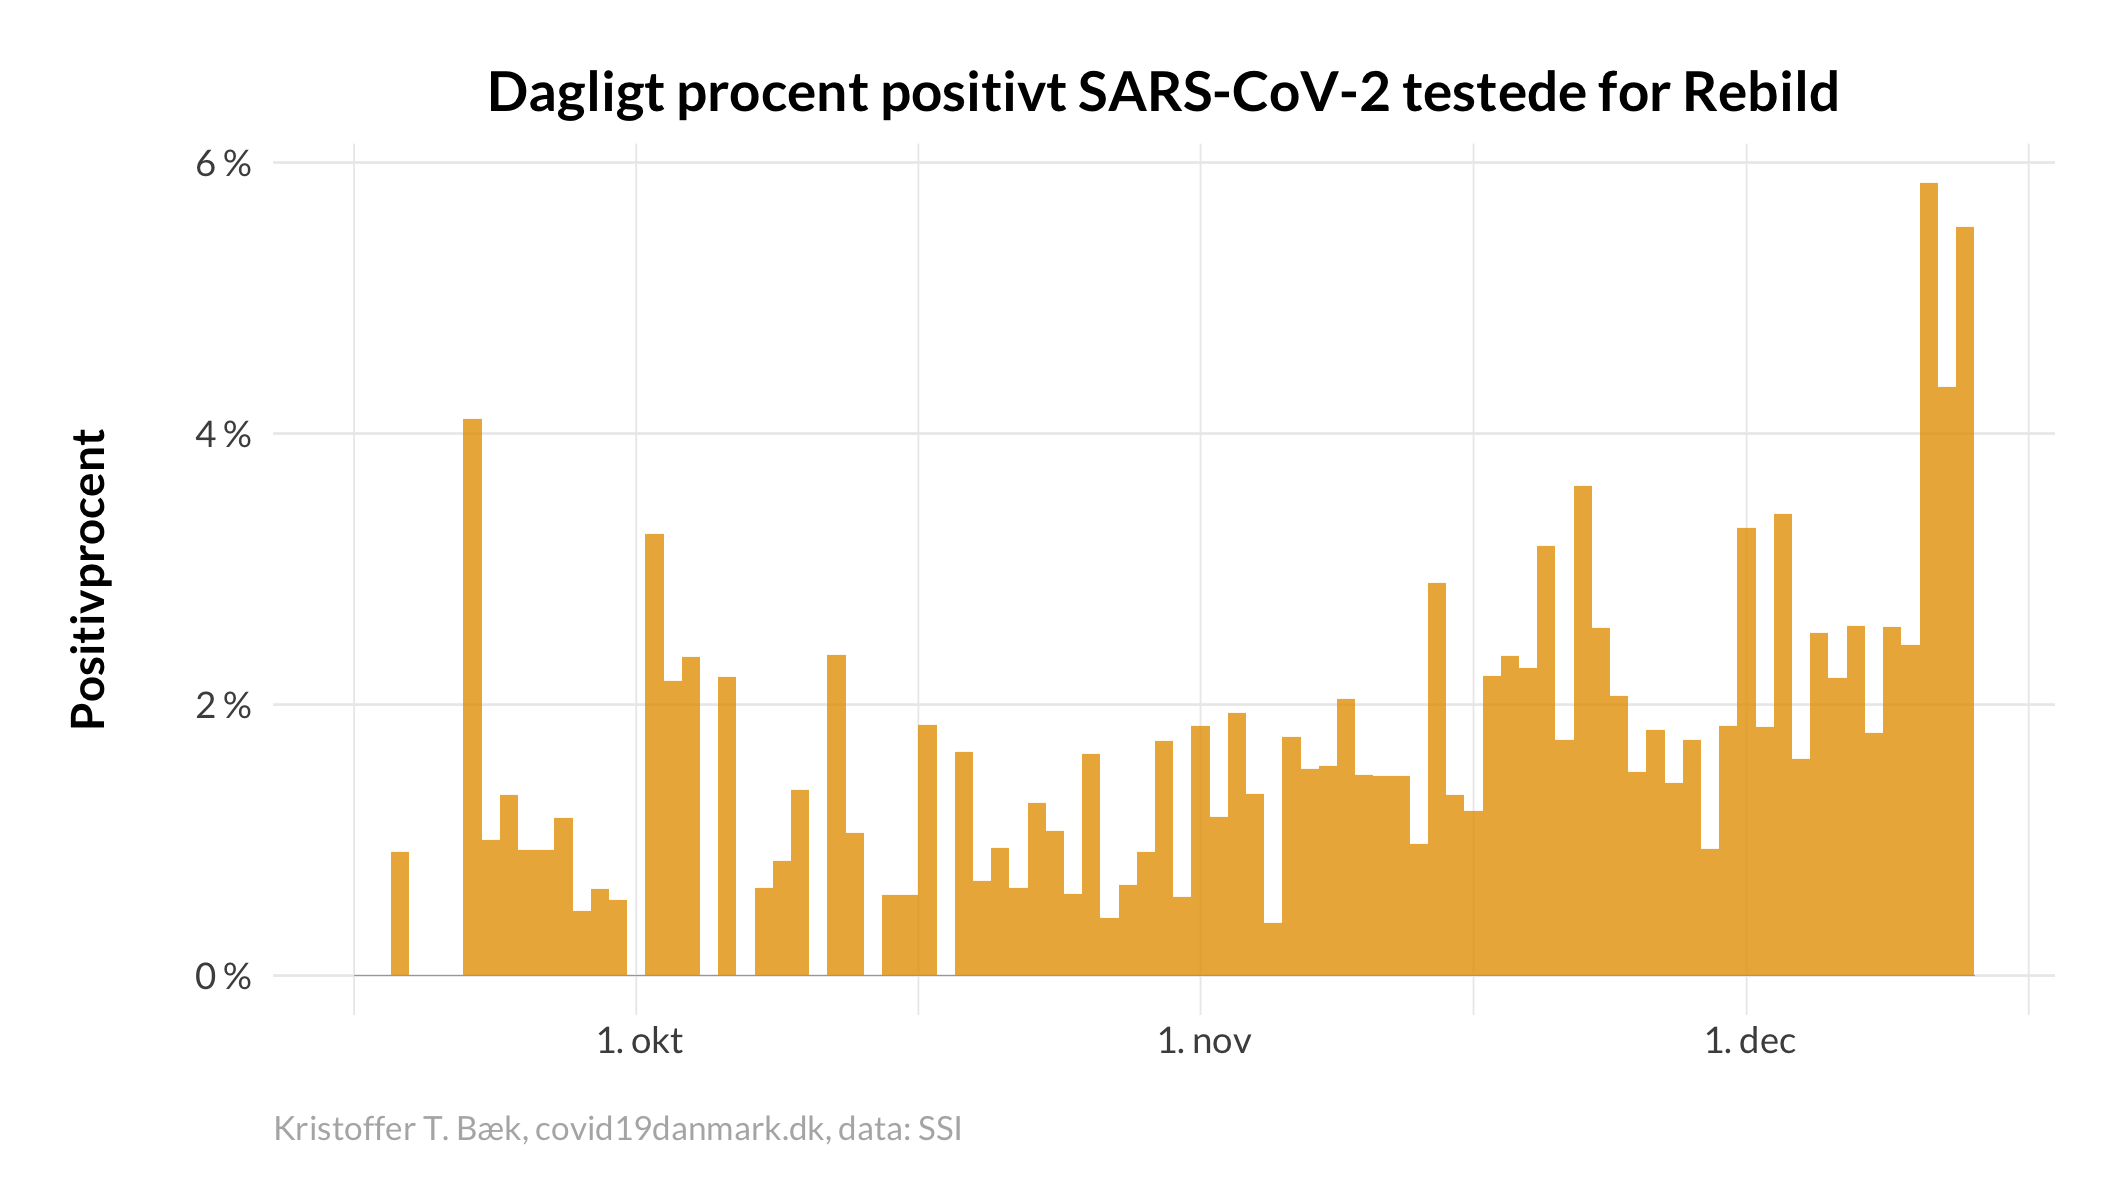 Dagligt procent positivt SARS-CoV-2 testede for Rebild
Positivprocent
6 %
4 %
2 %
0 %
1. okt
1. nov
1. dec
Kristoffer T. Bæk, covid19danmark.dk, data: SSI